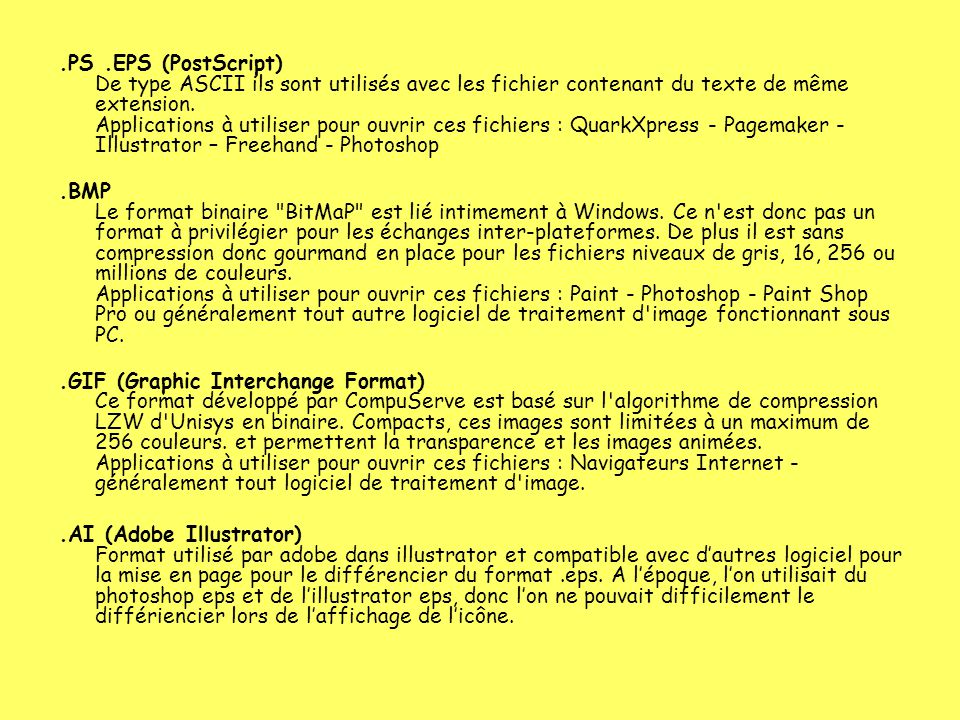 .PS .EPS (PostScript)
De type ASCII ils sont utilisés avec les fichier contenant du texte de même
extension.
Applications à utiliser pour ouvrir ces fichiers : QuarkXpress - Pagemaker -
Illustrator – Freehand - Photoshop
.BMP
Le format binaire "BitMaP" est lié intimement à Windows. Ce n'est donc pas un
format à privilégier pour les échanges inter-plateformes. De plus il est sans
compression donc gourmand en place pour les fichiers niveaux de gris, 16, 256 ou
millions de couleurs.
Applications à utiliser pour ouvrir ces fichiers : Paint - Photoshop - Paint Shop
Pro ou généralement tout autre logiciel de traitement d'image fonctionnant sous
PC.
.GIF (Graphic Interchange Format)
Ce format développé par CompuServe est basé sur l'algorithme de compression
LZW d'Unisys en binaire. Compacts, ces images sont limitées à un maximum de
256 couleurs. et permettent la transparence et les images animées.
Applications à utiliser pour ouvrir ces fichiers : Navigateurs Internet -
généralement tout logiciel de traitement d'image.
.AI (Adobe Illustrator)
Format utilisé par adobe dans illustrator et compatible avec d’autres logiciel pour
la mise en page pour le différencier du format .eps. A l’époque, l’on utilisait du
photoshop eps et de l’illustrator eps, donc l’on ne pouvait difficilement le
différiencier lors de l’affichage de l’icône.